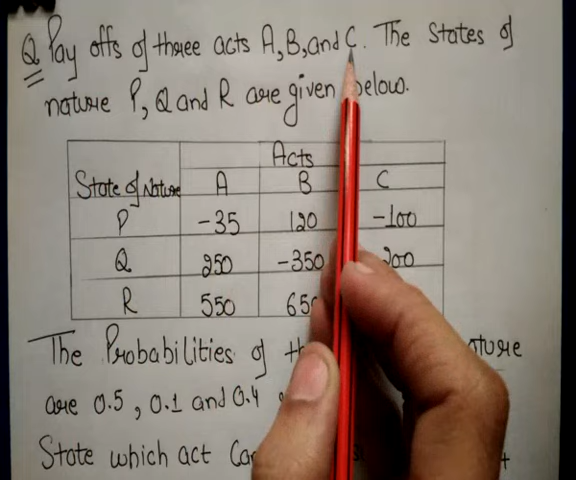 Q Pay offs of three acts A, B, and C. The States of
nature P, Q and R are given below.
Acts
State of Nature A B C
P -35 120 -100
Q 250 -350 200
R 550
The Probabilities of
are 0.5, 0.1 and 0.4
State which act